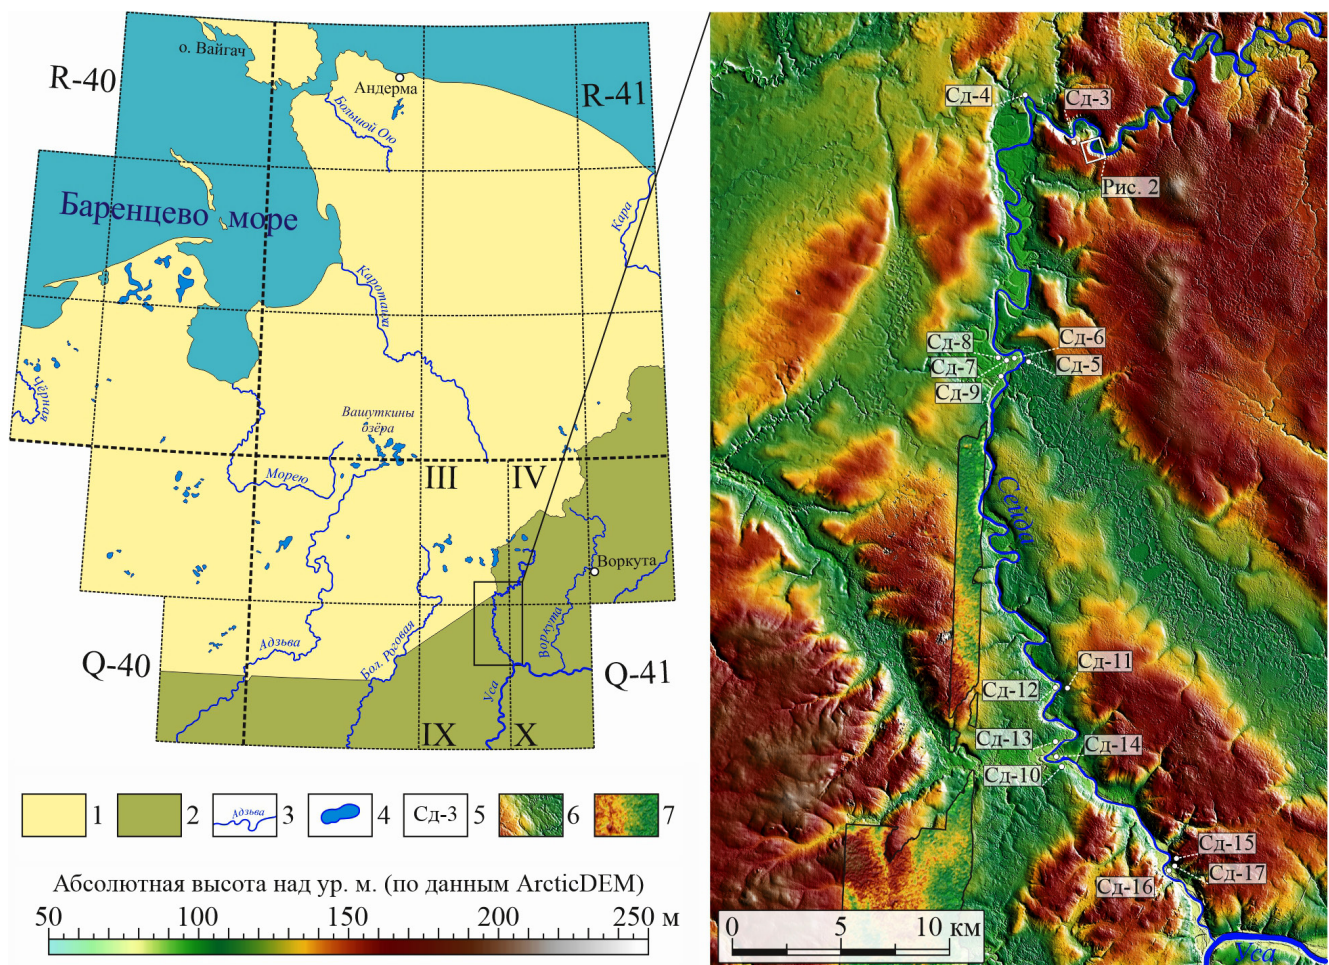 о. Вайгач
R-40
Андерма
R-41
Большой Ою
Баренцево море
Кара
Каротаиха
Чёрная
Вашуткины
озёра
Морею
III
IV
Воркута
Воркута
Адзьва
Бол. Роговая
Уса
Q-40
Q-41
IX
X
1
2
Адзьва
3
4
Сд-3
5
6
7
Абсолютная высота над ур. м. (по данным ArcticDEM)
50 100 150 200 250 м
Сд-4
Сд-3
Рис. 2
Сд-8
Сд-6
Сд-7
Сд-5
Сд-9
Сейда
Сд-11
Сд-12
Сд-13
Сд-14
Сд-10
Сд-15
Сд-16
Сд-17
0 5 10 км
Уса